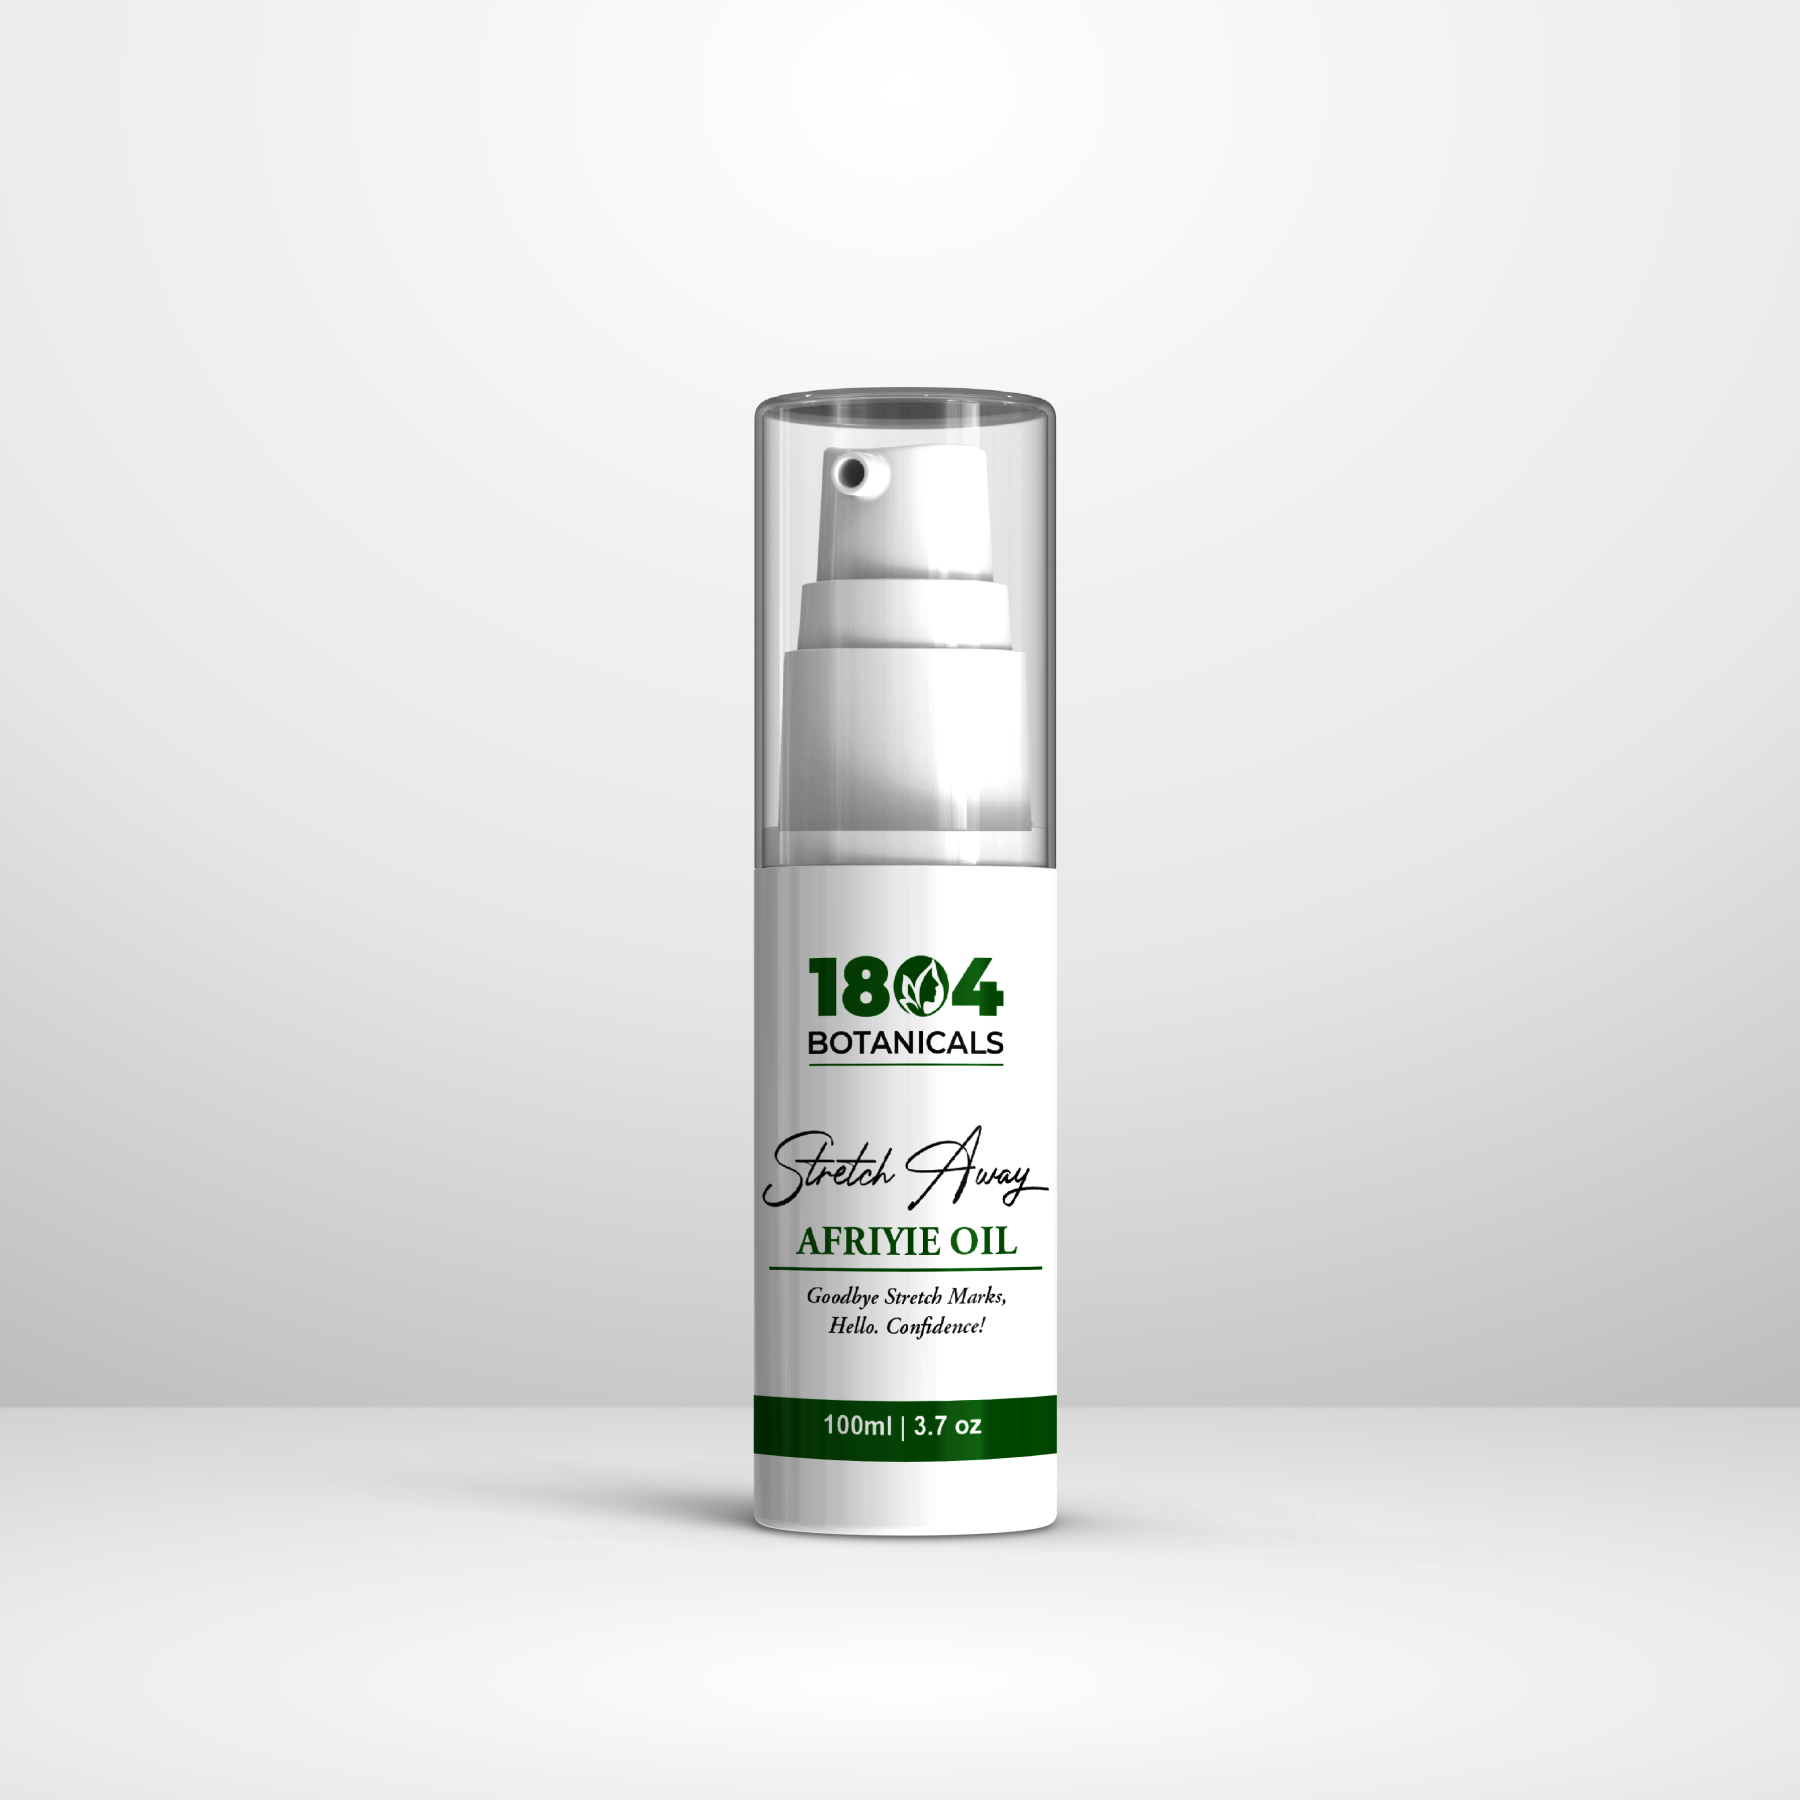 1804
BOTANICALS
Stretch Away
AFRIYIE OIL
Goodbye Stretch Marks,
Hello. Confidence!
100ml | 3.7 oz